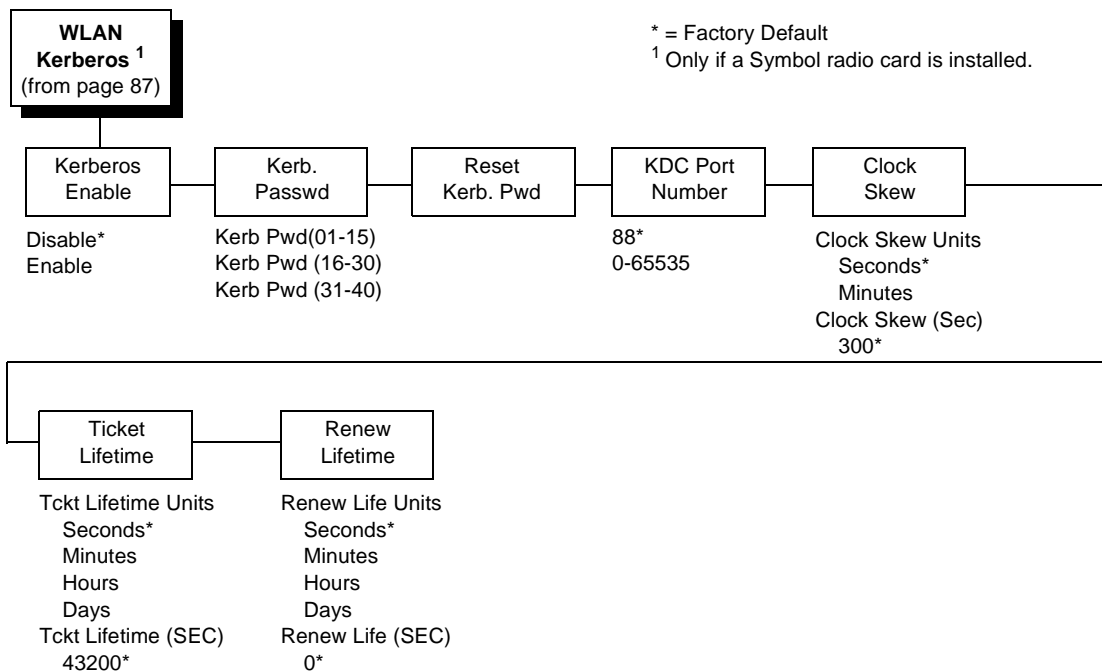 WLAN
Kerberos 1
(from page 87)
* = Factory Default
1 Only if a Symbol radio card is installed.
Kerberos
Enable
Disable*
Enable
Kerb.
Passwd
Kerb Pwd(01-15)
Kerb Pwd (16-30)
Kerb Pwd (31-40)
Reset
Kerb. Pwd
KDC Port
Number
88*
0-65535
Clock
Skew
Clock Skew Units
Seconds*
Minutes
Clock Skew (Sec)
300*
Ticket
Lifetime
Tckt Lifetime Units
Seconds*
Minutes
Hours
Days
Tckt Lifetime (SEC)
43200*
Renew
Lifetime
Renew Life Units
Seconds*
Minutes
Hours
Days
Renew Life (SEC)
0*